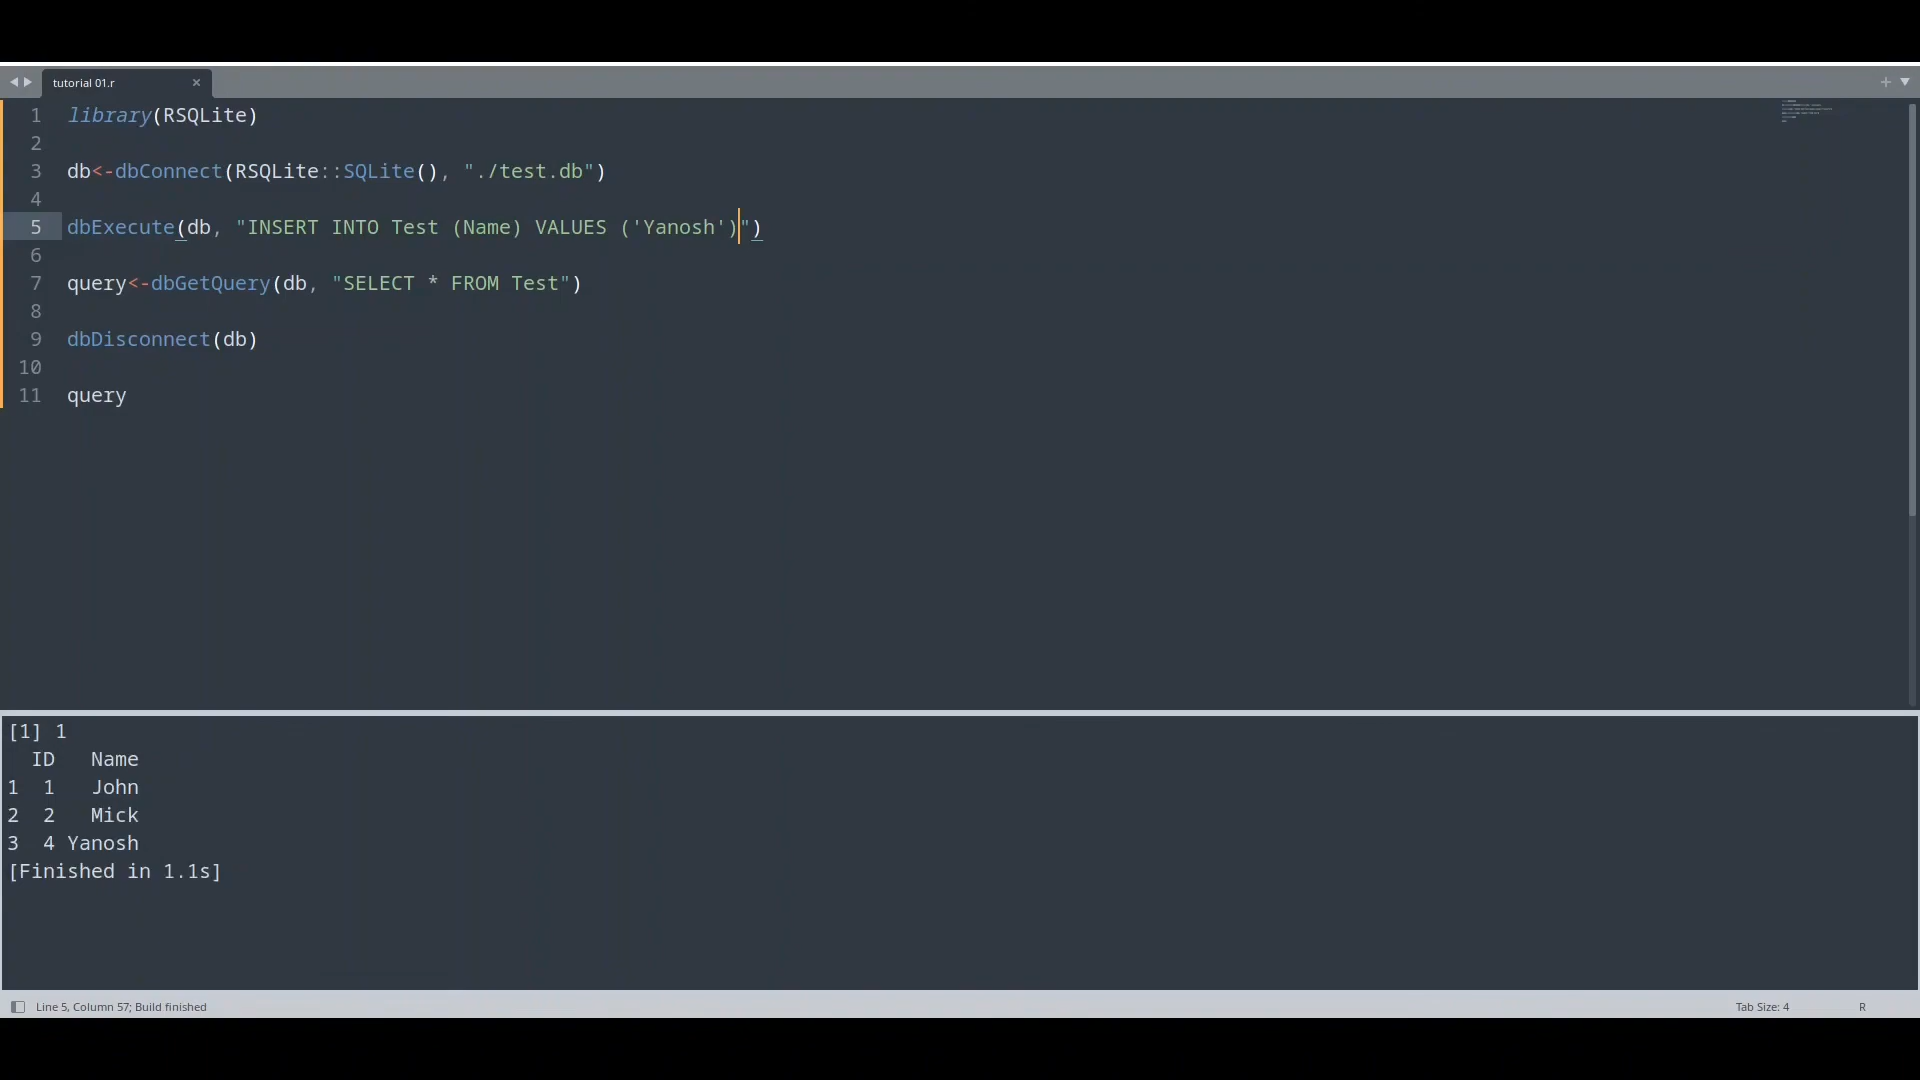 tutorial 01.r
1 library(RSQLite)
2
3 db<-dbConnect(RSQLite::SQLite(), "./test.db")
4
5 dbExecute(db, "INSERT INTO Test (Name) VALUES ('Yanosh')")
6
7 query<-dbGetQuery(db, "SELECT * FROM Test")
8
9 dbDisconnect(db)
10
11 query
[1] 1
  ID   Name
1  1   John
2  2   Mick
3  4 Yanosh
[Finished in 1.1s]
Line 5, Column 57; Build finished
Tab Size: 4
R